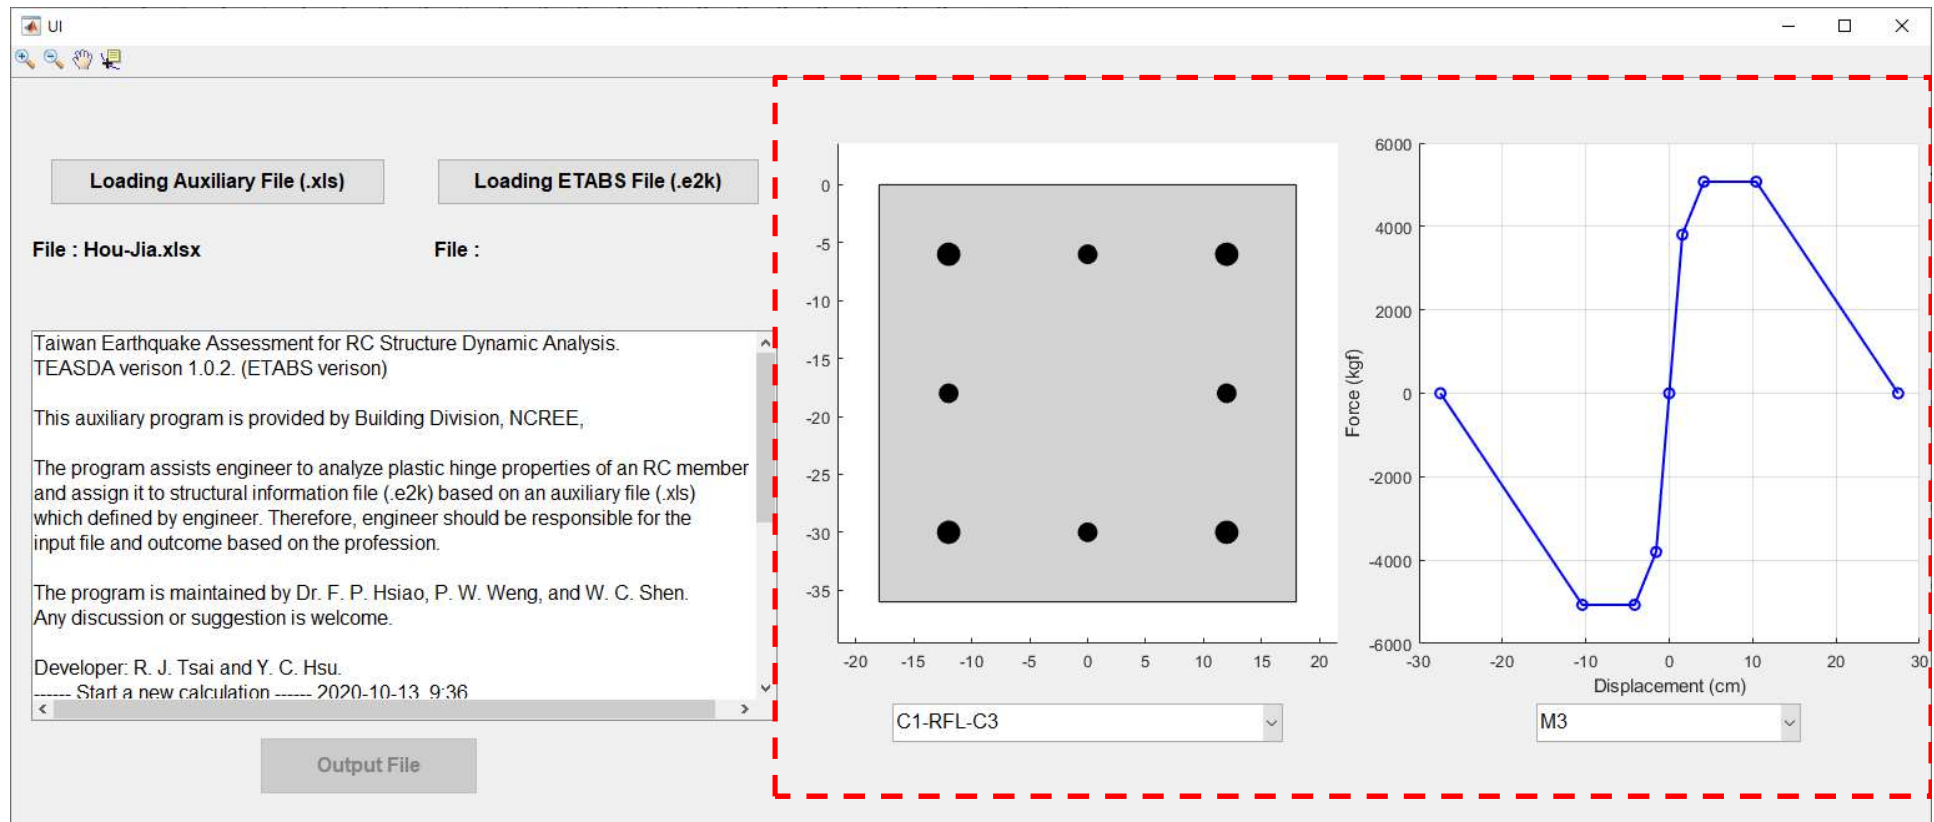 UI
Loading Auxiliary File (.xls)
Loading ETABS File (.e2k)
File : Hou-Jia.xlsx
File :
Taiwan Earthquake Assessment for RC Structure Dynamic Analysis.
TEASDA verison 1.0.2. (ETABS verison)
This auxiliary program is provided by Building Division, NCREE,
The program assists engineer to analyze plastic hinge properties of an RC member
and assign it to structural information file (.e2k) based on an auxiliary file (.xls)
which defined by engineer. Therefore, engineer should be responsible for the
input file and outcome based on the profession.
The program is maintained by Dr. F. P. Hsiao, P. W. Weng, and W. C. Shen.
Any discussion or suggestion is welcome.
Developer: R. J. Tsai and Y. C. Hsu.
------ Start a new calculation ------ 2020-10-13 9:36
Output File
0
-5
-10
-15
-20
-25
-30
-35
-20 -15 -10 -5 0 5 10 15 20
C1-RFL-C3
6000
4000
2000
0
-2000
-4000
-6000
Force (kgf)
-30 -20 -10 0 10 20 30
Displacement (cm)
M3